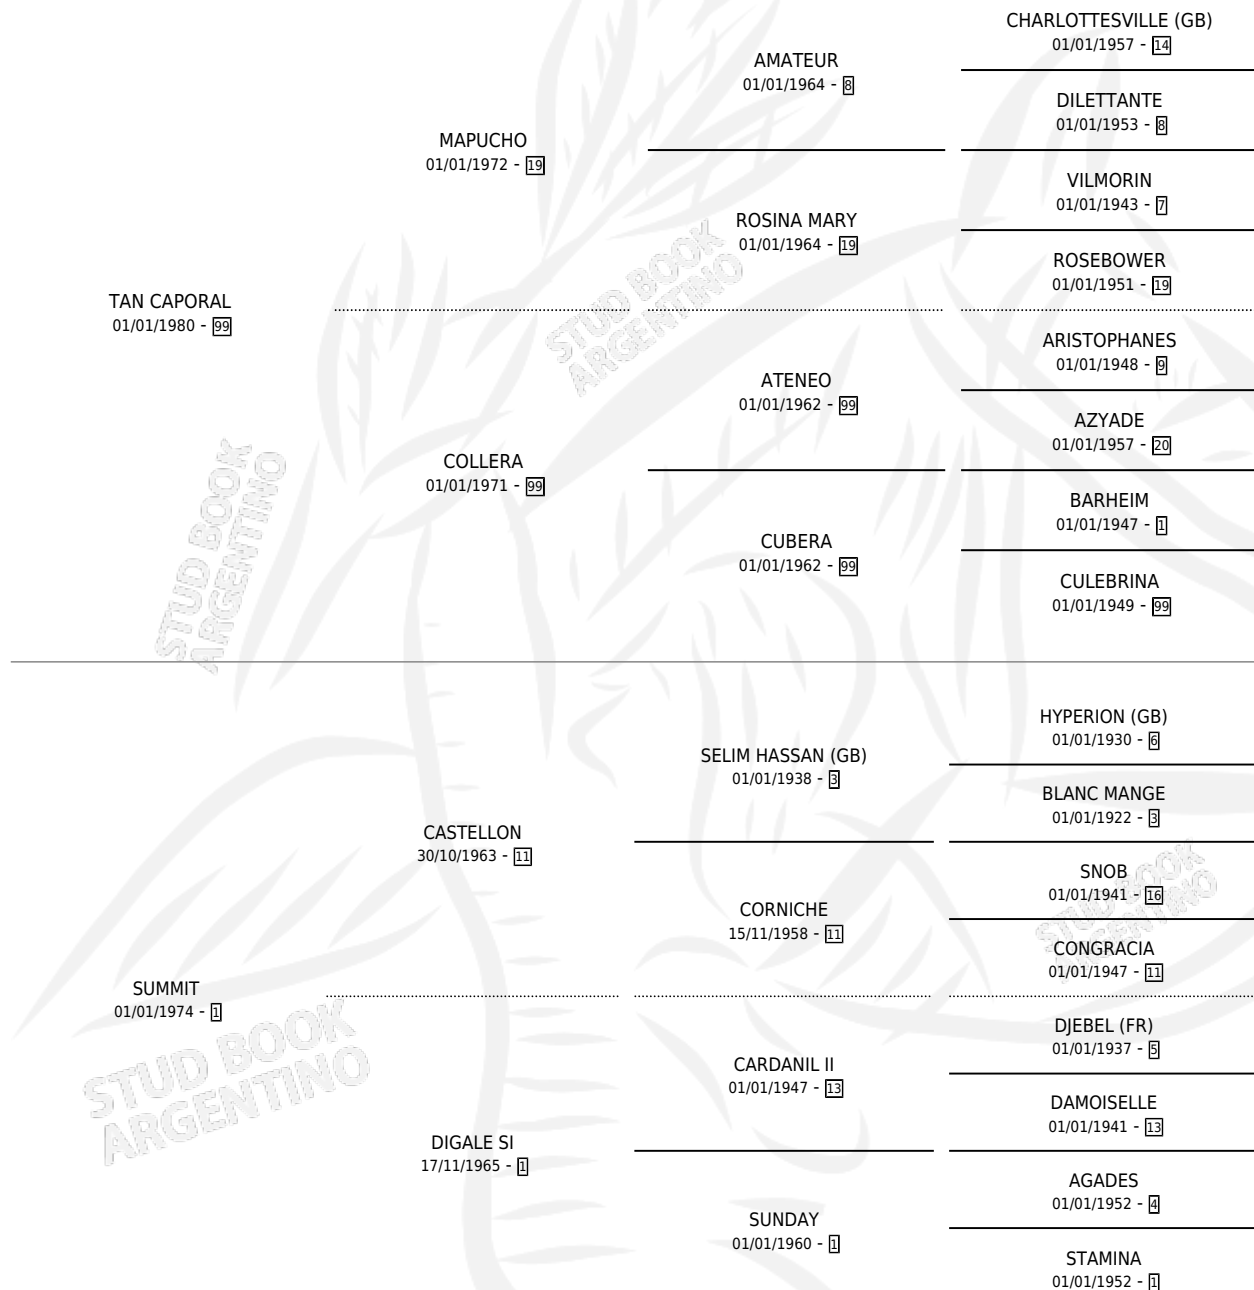 CHARLOTTESVILLE (GB)
01/01/1957 - 14
AMATEUR
01/01/1964 - 8
DILETTANTE
01/01/1953 - 8
MAPUCHO
01/01/1972 - 19
VILMORIN
01/01/1943 - 7
ROSINA MARY
01/01/1964 - 19
ROSEBOWER
01/01/1951 - 19
TAN CAPORAL
01/01/1980 - 99
STUD BOOK
ARGENTINO
ARISTOPHANES
01/01/1948 - 9
ATENEO
01/01/1962 - 99
AZYADE
01/01/1957 - 20
COLLERA
01/01/1971 - 99
BARHEIM
01/01/1947 - 1
CUBERA
01/01/1962 - 99
CULEBRINA
01/01/1949 - 99
STUD BOOK
ARGENTINO
HYPERION (GB)
01/01/1930 - 6
SELIM HASSAN (GB)
01/01/1938 - 3
BLANC MANGE
01/01/1922 - 3
CASTELLON
30/10/1963 - 11
SNOB
01/01/1941 - 16
STUD BOOK
ARGENTINO
CORNICHE
15/11/1958 - 11
CONGRACIA
01/01/1947 - 11
SUMMIT
01/01/1974 - 1
STUD BOOK
ARGENTINO
DJEBEL (FR)
01/01/1937 - 5
CARDANIL II
01/01/1947 - 13
DAMOISELLE
01/01/1941 - 13
DIGALE SI
17/11/1965 - 1
AGADES
01/01/1952 - 4
SUNDAY
01/01/1960 - 1
STAMINA
01/01/1952 - 1